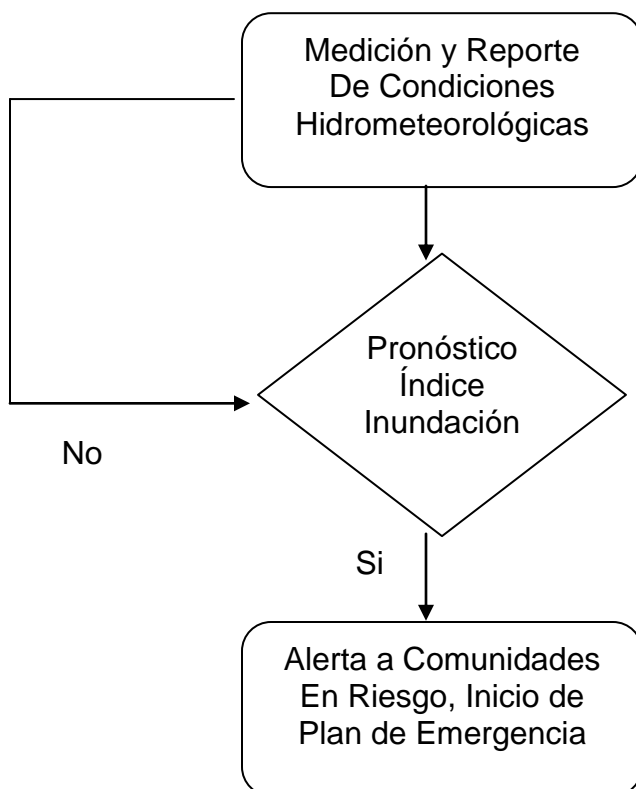 Medición y Reporte
De Condiciones
Hidrometeorológicas
Pronóstico
Índice
Inundación
No
Si
Alerta a Comunidades
En Riesgo, Inicio de
Plan de Emergencia